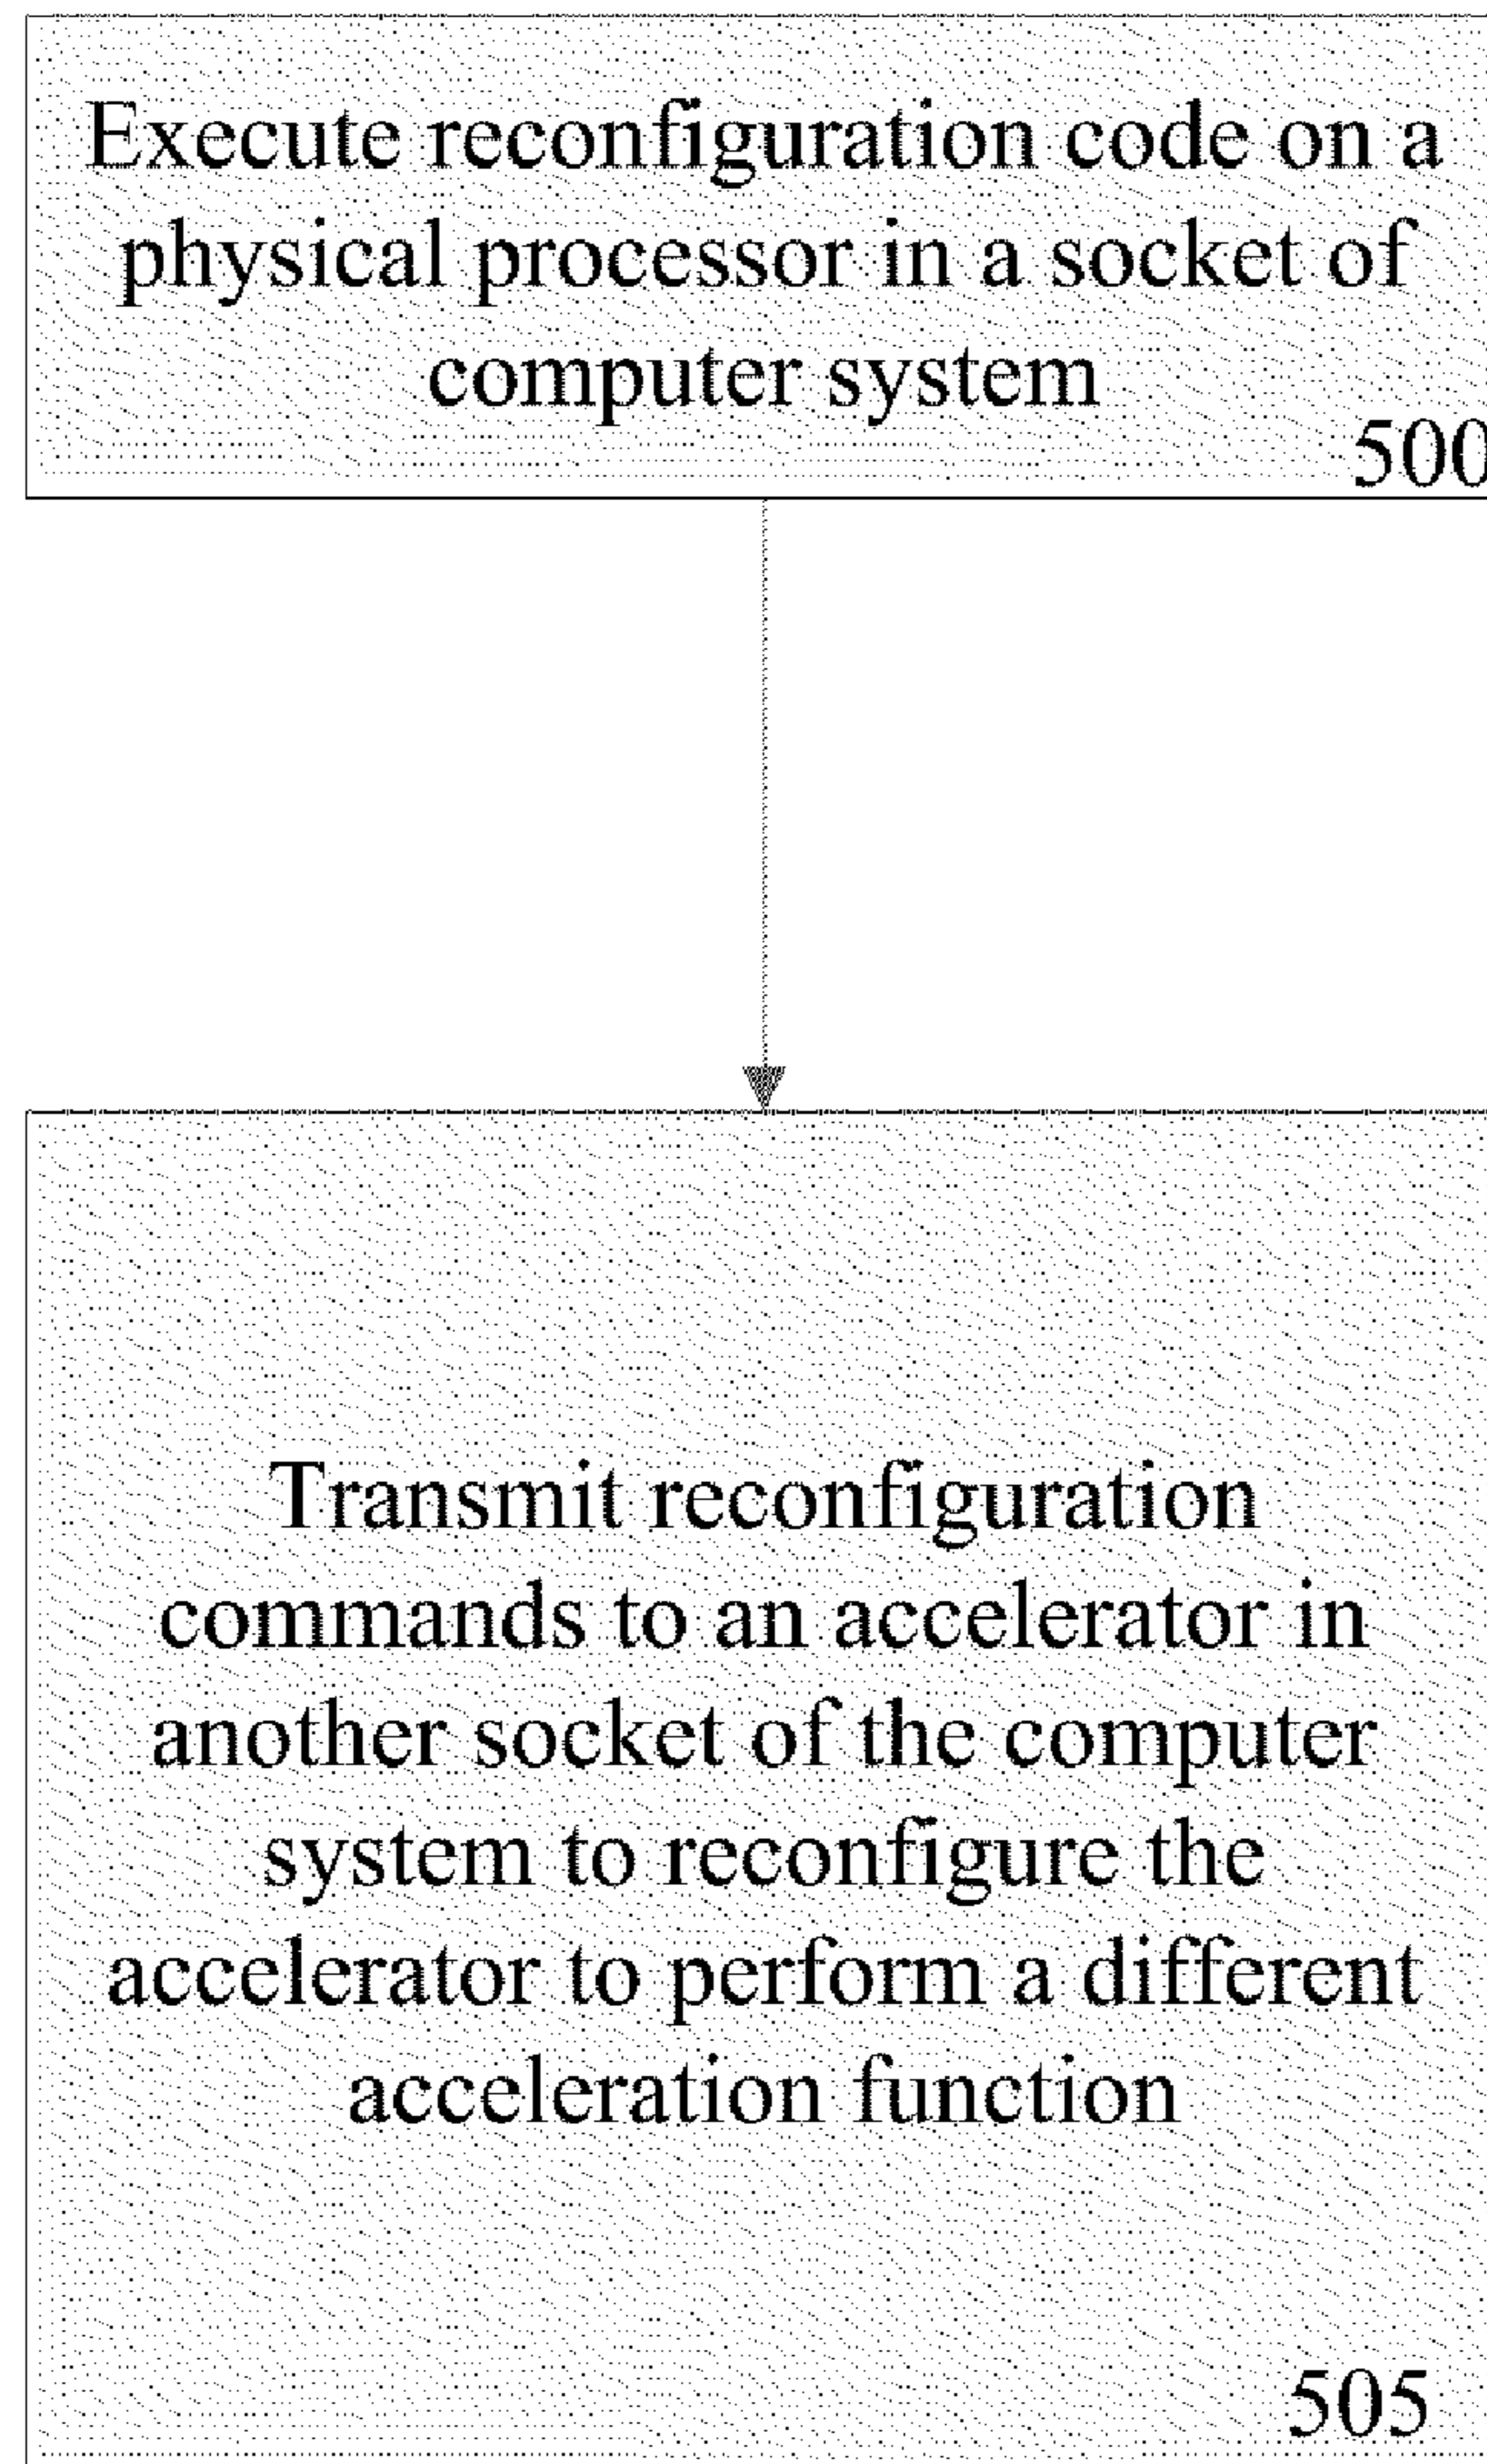 Execute reconfiguration code on a
physical processor in a socket of
computer system
500
Transmit reconfiguration
commands to an accelerator in
another socket of the computer
system to reconfigure the
accelerator to perform a different
acceleration function
505